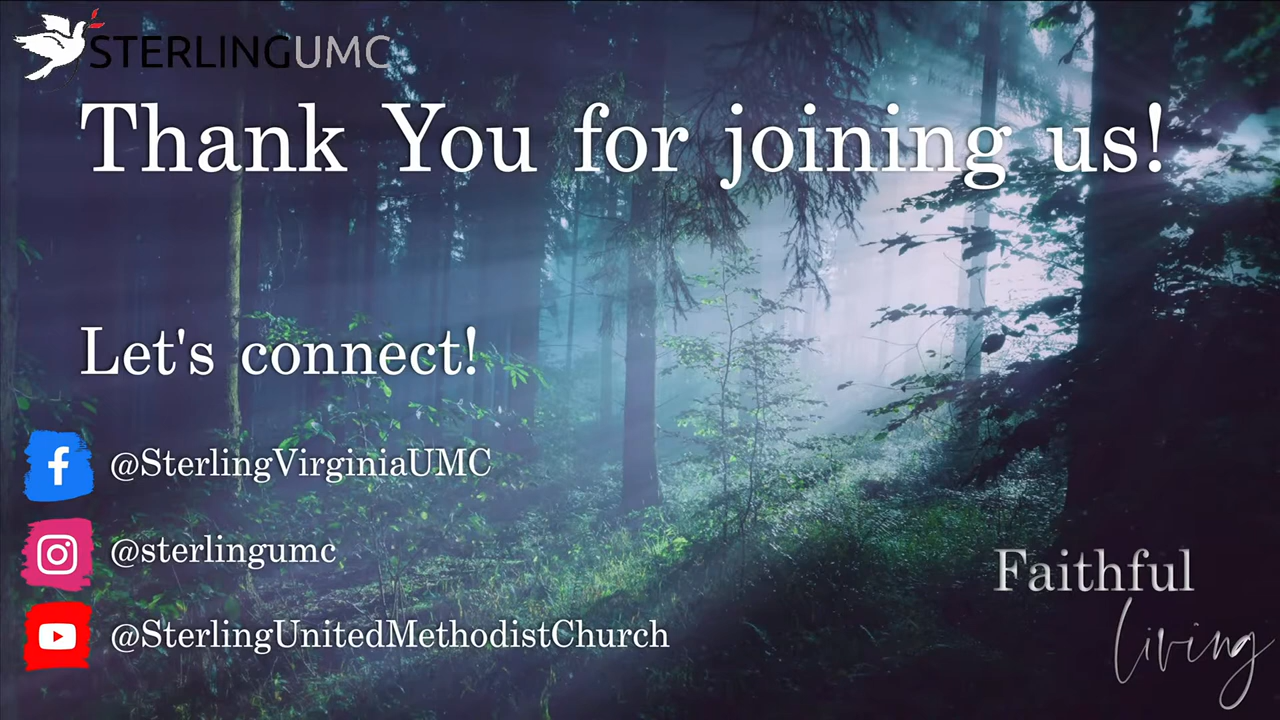 STERLINGUMC
Thank You for joining us!
Let's connect!
@SterlingVirginiaUMC
@sterlingumc
@SterlingUnitedMethodistChurch
Faithful
living